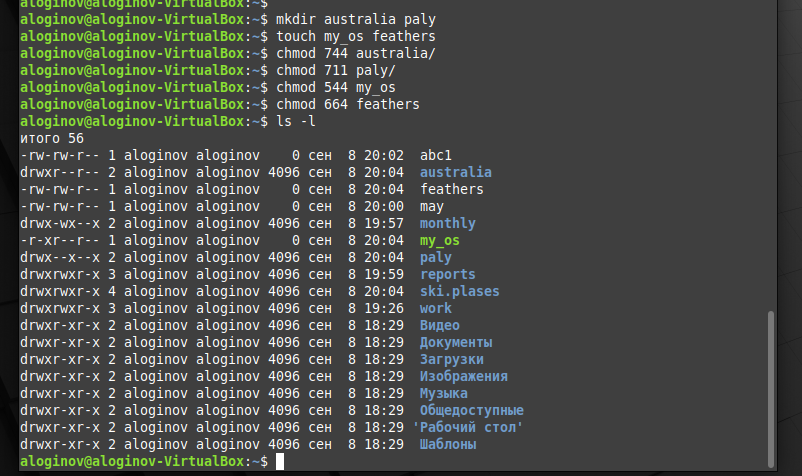 aloginov@aloginov-VirtualBox:~$
aloginov@aloginov-VirtualBox:~$ mkdir australia paly
aloginov@aloginov-VirtualBox:~$ touch my_os feathers
aloginov@aloginov-VirtualBox:~$ chmod 744 australia/
aloginov@aloginov-VirtualBox:~$ chmod 711 paly/
aloginov@aloginov-VirtualBox:~$ chmod 544 my_os
aloginov@aloginov-VirtualBox:~$ chmod 664 feathers
aloginov@aloginov-VirtualBox:~$ ls -l
итого 56
-rw-rw-r-- 1 aloginov aloginov    0 сен  8 20:02  abc1
drwxr--r-- 2 aloginov aloginov 4096 сен  8 20:04  australia
-rw-rw-r-- 1 aloginov aloginov    0 сен  8 20:04  feathers
-rw-rw-r-- 1 aloginov aloginov    0 сен  8 20:00  may
drwx-wx--x 2 aloginov aloginov 4096 сен  8 19:57  monthly
-r-xr--r-- 1 aloginov aloginov    0 сен  8 20:04  my_os
drwx--x--x 2 aloginov aloginov 4096 сен  8 20:04  paly
drwxrwxr-x 3 aloginov aloginov 4096 сен  8 19:59  reports
drwxrwxr-x 4 aloginov aloginov 4096 сен  8 20:04  ski.plases
drwxrwxr-x 3 aloginov aloginov 4096 сен  8 19:26  work
drwxr-xr-x 2 aloginov aloginov 4096 сен  8 18:29  Видео
drwxr-xr-x 2 aloginov aloginov 4096 сен  8 18:29  Документы
drwxr-xr-x 2 aloginov aloginov 4096 сен  8 18:29  Загрузки
drwxr-xr-x 2 aloginov aloginov 4096 сен  8 18:29  Изображения
drwxr-xr-x 2 aloginov aloginov 4096 сен  8 18:29  Музыка
drwxr-xr-x 2 aloginov aloginov 4096 сен  8 18:29  Общедоступные
drwxr-xr-x 2 aloginov aloginov 4096 сен  8 18:29 'Рабочий стол'
drwxr-xr-x 2 aloginov aloginov 4096 сен  8 18:29  Шаблоны
aloginov@aloginov-VirtualBox:~$